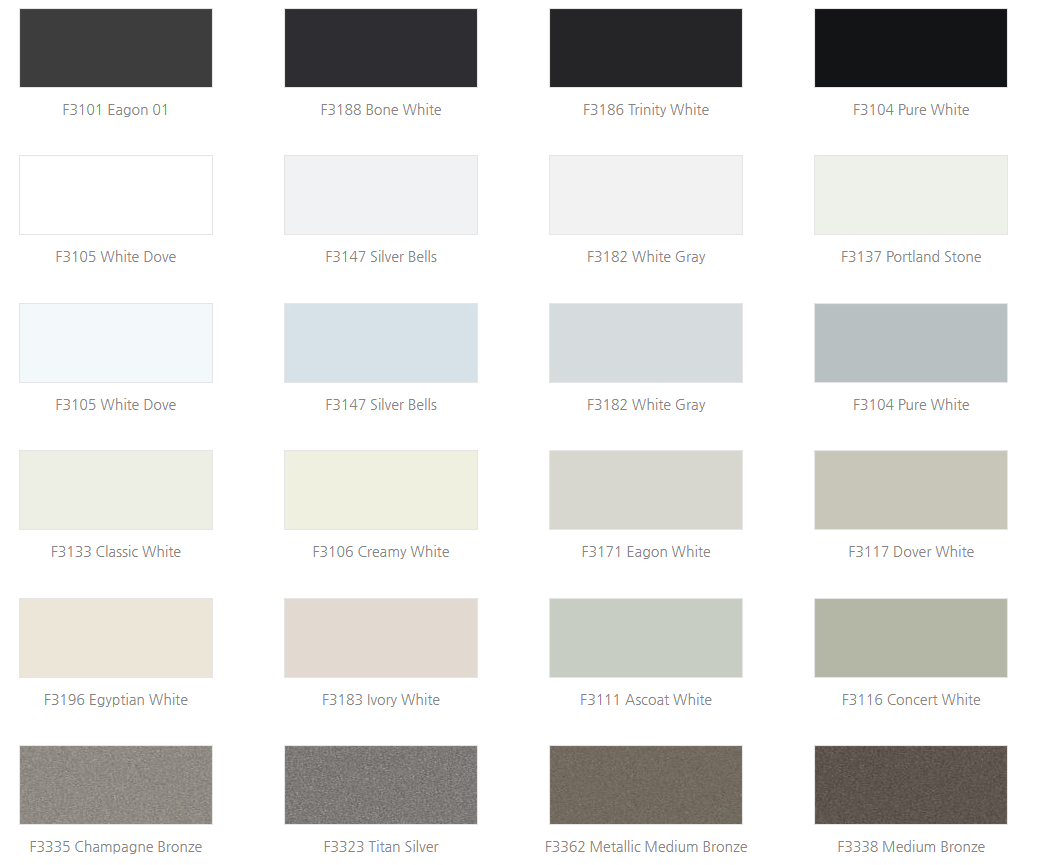 F3101 Eagon 01
F3188 Bone White
F3186 Trinity White
F3104 Pure White
F3105 White Dove
F3147 Silver Bells
F3182 White Gray
F3137 Portland Stone
F3105 White Dove
F3147 Silver Bells
F3182 White Gray
F3104 Pure White
F3133 Classic White
F3106 Creamy White
F3171 Eagon White
F3117 Dover White
F3196 Egyptian White
F3183 Ivory White
F3111 Ascoat White
F3116 Concert White
F3335 Champagne Bronze
F3323 Titan Silver
F3362 Metallic Medium Bronze
F3338 Medium Bronze